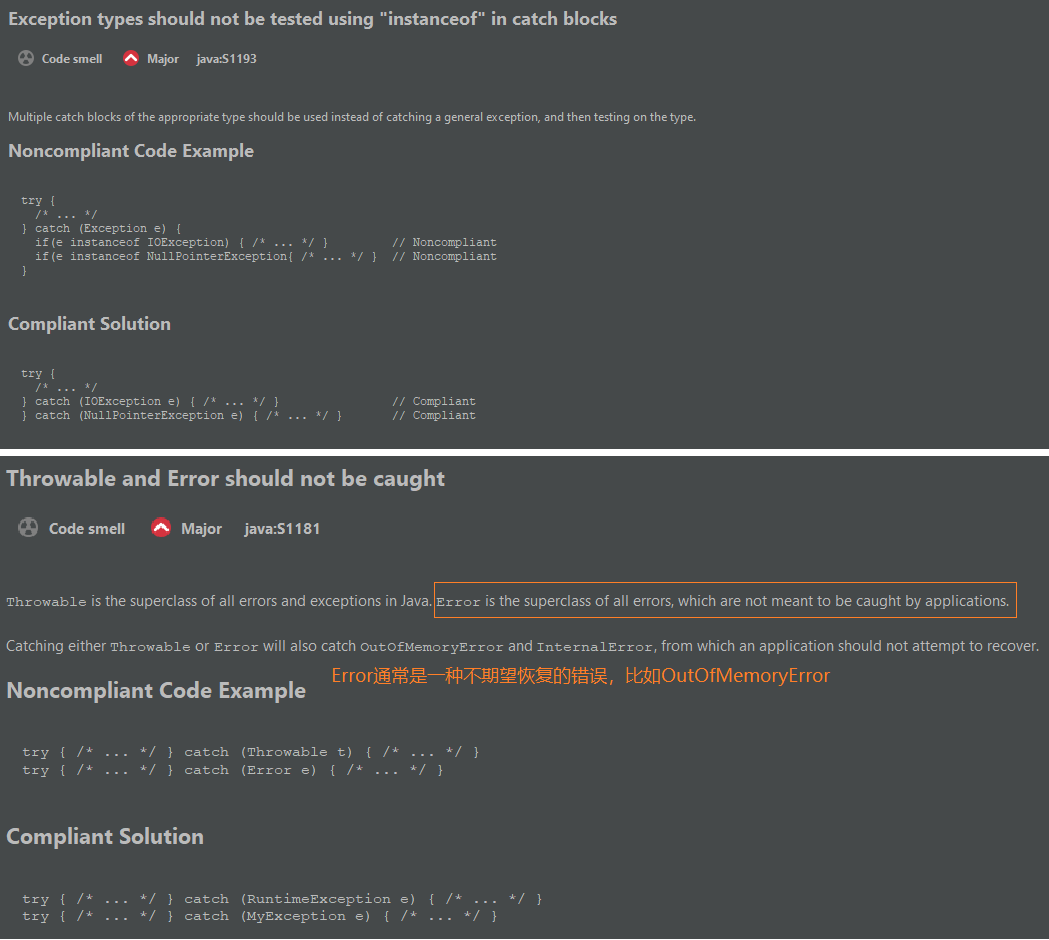 Exception types should not be tested using "instanceof" in catch blocks
Code smell Major java:S1193
Multiple catch blocks of the appropriate type should be used instead of catching a general exception, and then testing on the type.
Noncompliant Code Example
try {
  /* ... */
} catch (Exception e) {
  if(e instanceof IOException) { /* ... */ }         // Noncompliant
  if(e instanceof NullPointerException{ /* ... */ }  // Noncompliant
}
Compliant Solution
try {
  /* ... */
} catch (IOException e) { /* ... */ }                // Compliant
} catch (NullPointerException e) { /* ... */ }       // Compliant
Throwable and Error should not be caught
Code smell Major java:S1181
Throwable is the superclass of all errors and exceptions in Java. Error is the superclass of all errors, which are not meant to be caught by applications.
Catching either Throwable or Error will also catch OutOfMemoryError and InternalError, from which an application should not attempt to recover.
Error通常是一种不期望恢复的错误，比如OutOfMemoryError
Noncompliant Code Example
try { /* ... */ } catch (Throwable t) { /* ... */ }
try { /* ... */ } catch (Error e) { /* ... */ }
Compliant Solution
try { /* ... */ } catch (RuntimeException e) { /* ... */ }
try { /* ... */ } catch (MyException e) { /* ... */ }